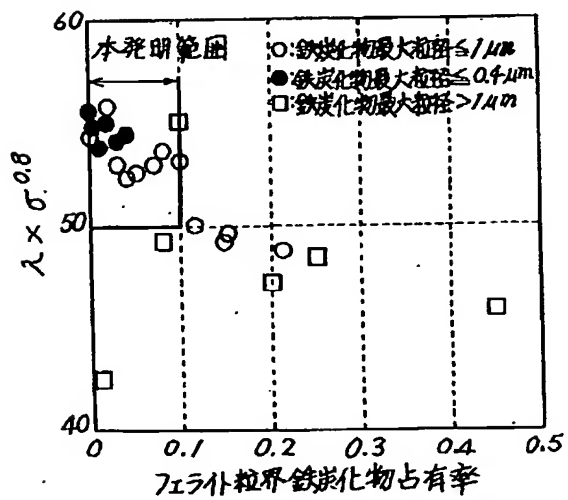 60
本発明範囲
○:鉄炭化物最大粒径≦1μm
●:鉄炭化物最大粒径≦0.4μm
□:鉄炭化物最大粒径>1μm
λ×σ^0.8
50
40
0 0.1 0.2 0.3 0.4 0.5
フェライト粒界鉄炭化物占有率